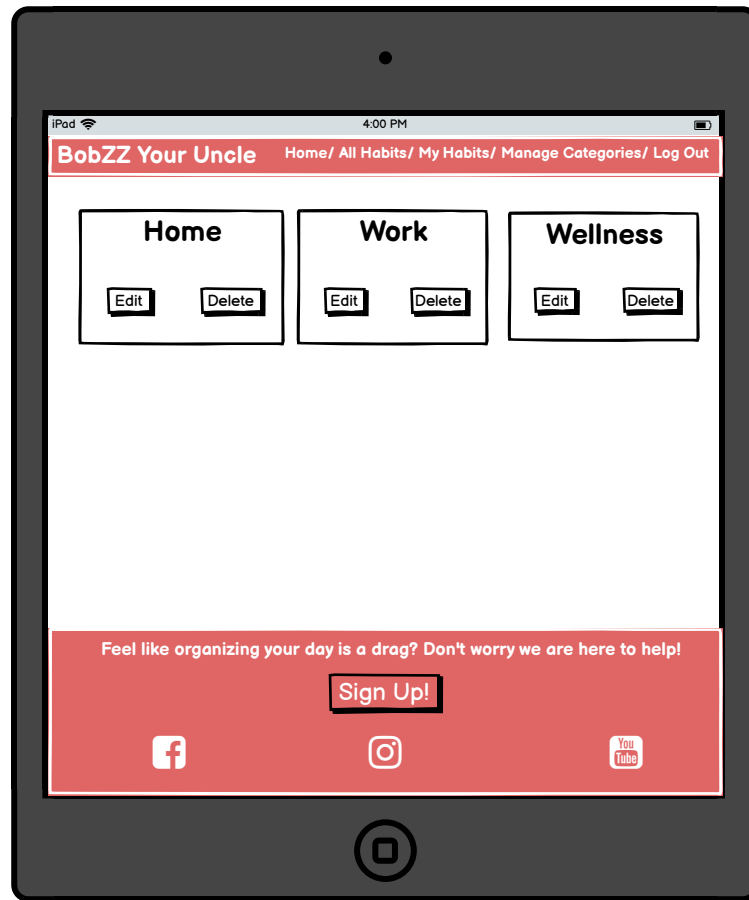 iPad 4:00 PM
BobZZ Your Uncle Home/ All Habits/ My Habits/ Manage Categories/ Log Out
Home Work Wellness
Edit Delete Edit Delete Edit Delete
Feel like organizing your day is a drag? Don't worry we are here to help!
Sign Up!
You
Tube